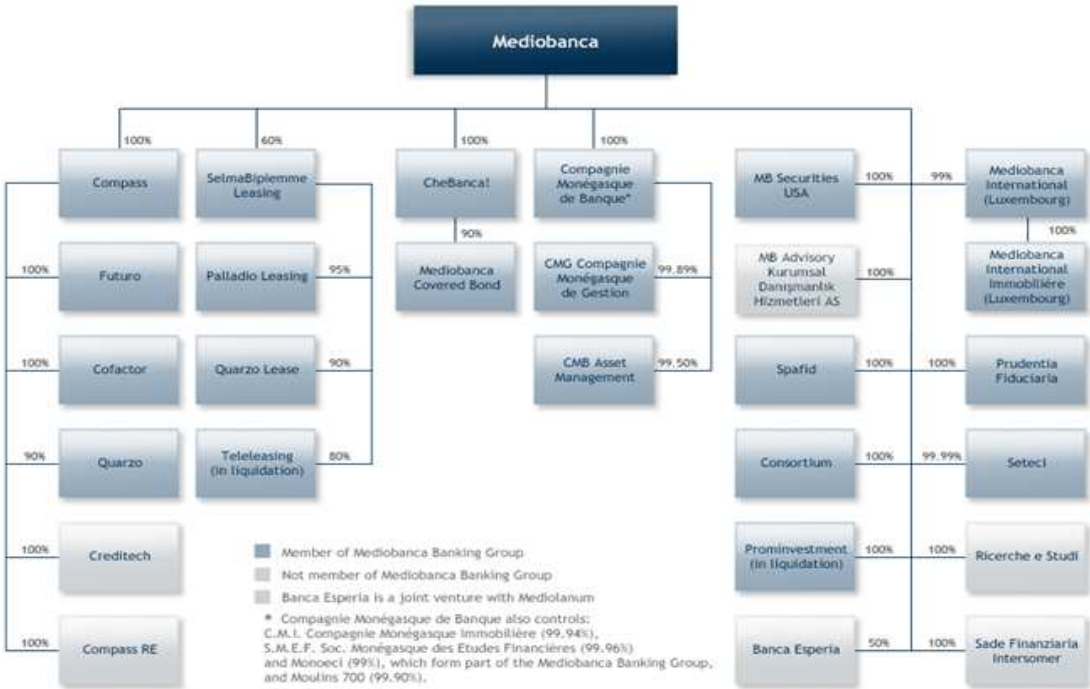 Mediobanca
100%
60%
100%
100%
Compass
SelmaBiplemme
Leasing
CheBanca!
Compagnie
Monégasque
de Banque*
MB Securities
USA
100%
99%
Mediobanca
International
(Luxembourg)
100%
Futuro
Palladio Leasing
95%
90%
Mediobanca
Covered Bond
CMG Compagnie
Monégasque
de Gestion
99.89%
MB Advisory
Kurumsal
Danışmanlık
Hizmetleri AS
100%
100%
Mediobanca
International
Immobilière
(Luxembourg)
100%
Cofactor
Quarzo Lease
90%
CMB Asset
Management
99.50%
Spafid
100%
100%
Prudentia
Fiduciaria
90%
Quarzo
Teleleasing
(in liquidation)
80%
Consortium
100%
99.99%
Seteci
100%
Creditech
Prominvestment
(in liquidation)
100%
100%
Ricerche e Studi
100%
Compass RE
Banca Esperia
50%
100%
Sade Finanziaria
Intersomer
Member of Mediobanca Banking Group
Not member of Mediobanca Banking Group
Banca Esperia is a joint venture with Mediolanum
* Compagnie Monégasque de Banque also controls:
C.M.I. Compagnie Monégasque Immobilière (99.94%),
S.M.E.F. Soc. Monégasque des Etudes Financières (99.96%)
and Monoeci (99%), which form part of the Mediobanca Banking Group,
and Moulins 700 (99.90%).